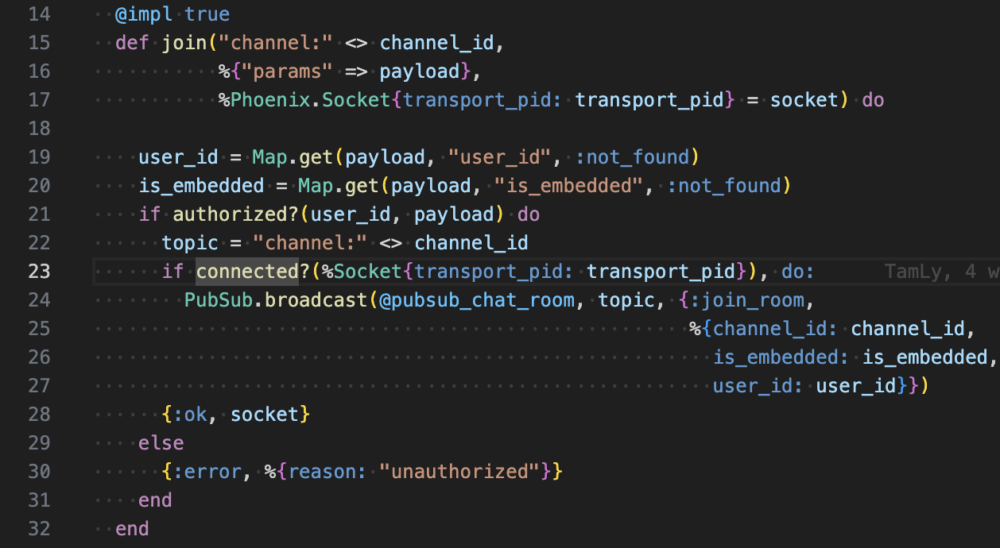 14 @impl true
15 def join("channel:" <> channel_id,
16 %{"params" => payload},
17 %Phoenix.Socket{transport_pid: transport_pid} = socket) do
18
19 user_id = Map.get(payload, "user_id", :not_found)
20 is_embedded = Map.get(payload, "is_embedded", :not_found)
21 if authorized?(user_id, payload) do
22 topic = "channel:" <> channel_id
23 if connected?(%Socket{transport_pid: transport_pid}), do: TamLy, 4 w
24 PubSub.broadcast(@pubsub_chat_room, topic, {:join_room,
25 %{channel_id: channel_id,
26 is_embedded: is_embedded,
27 user_id: user_id}})
28 {:ok, socket}
29 else
30 {:error, %{reason: "unauthorized"}}
31 end
32 end